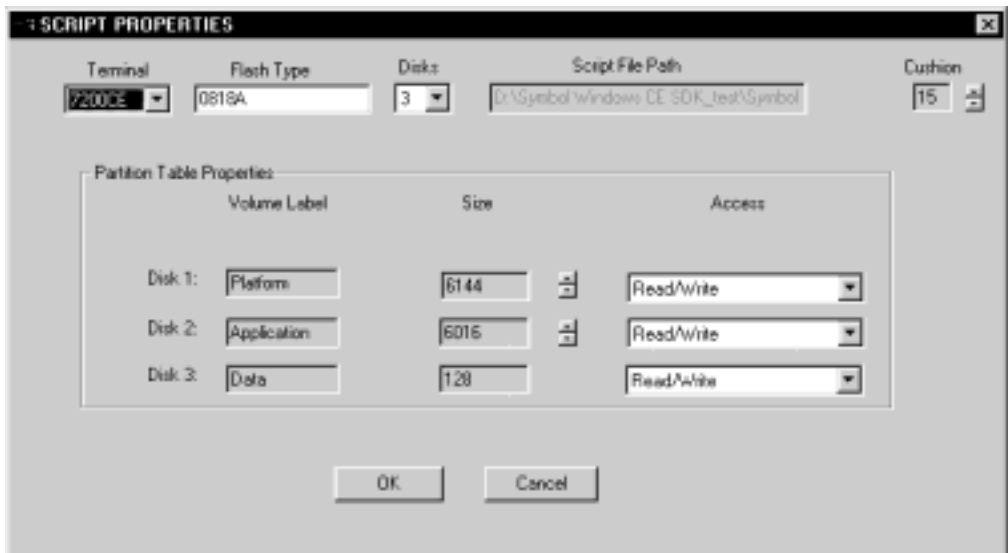 SCRIPT PROPERTIES
Terminal Flash Type Disks Script File Path Cushion
7200CE 0818A 3 D:\Symbol Windows CE SDK_test\Symbol 15
Partition Table Properties
Volume Label Size Access
Disk 1: Platform 6144 Read/Write
Disk 2: Application 6016 Read/Write
Disk 3: Data 128 Read/Write
OK Cancel